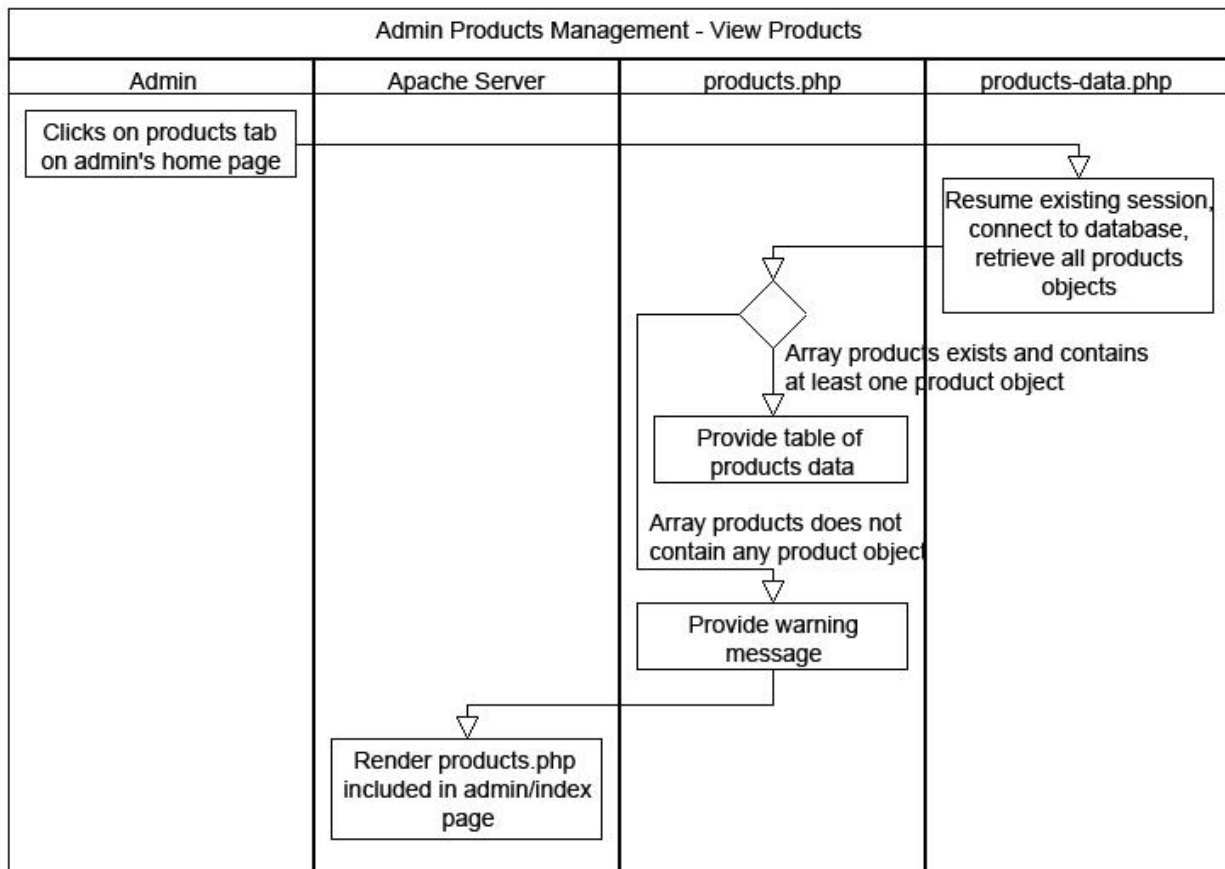 Admin Products Management - View Products
Admin
Apache Server
products.php
products-data.php
Clicks on products tab
on admin's home page
Resume existing session,
connect to database,
retrieve all products
objects
Array products exists and contains
at least one product object
Provide table of
products data
Array products does not
contain any product object
Provide warning
message
Render products.php
included in admin/index
page